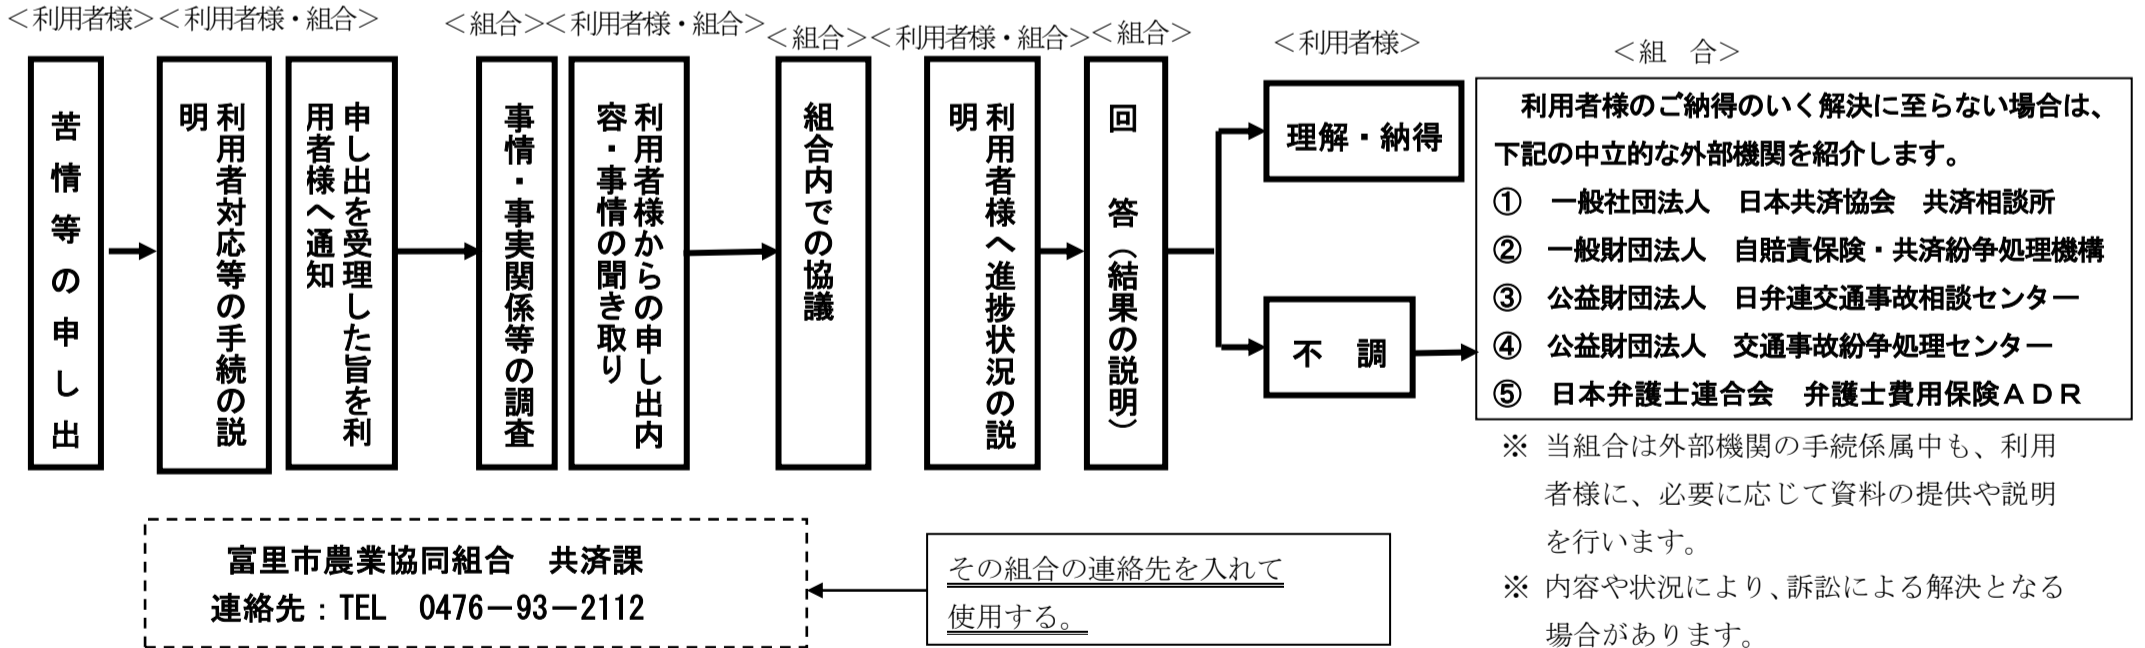 ＜利用者様＞
＜利用者様・組合＞
＜組合＞
＜利用者様・組合＞
＜組合＞
＜利用者様・組合＞
＜組合＞
＜利用者様＞
＜組　合＞
苦情等の申し出
利用者対応等の手続の説
明
申し出を受理した旨を利
用者様へ通知
事情・事実関係等の調査
利用者様からの申し出内
容・事情の聞き取り
組合内での協議
利用者様へ進捗状況の説
明
回　答（結果の説明）
理解・納得
不　調
利用者様のご納得のいく解決に至らない場合は、
下記の中立的な外部機関を紹介します。
①　一般社団法人　日本共済協会　共済相談所
②　一般財団法人　自賠責保険・共済紛争処理機構
③　公益財団法人　日弁連交通事故相談センター
④　公益財団法人　交通事故紛争処理センター
⑤　日本弁護士連合会　弁護士費用保険ＡＤＲ
※ 当組合は外部機関の手続係属中も、利用
者様に、必要に応じて資料の提供や説明
を行います。
※ 内容や状況により、訴訟による解決となる
場合があります。
富里市農業協同組合　共済課
連絡先：TEL　0476－93－2112
その組合の連絡先を入れて
使用する。